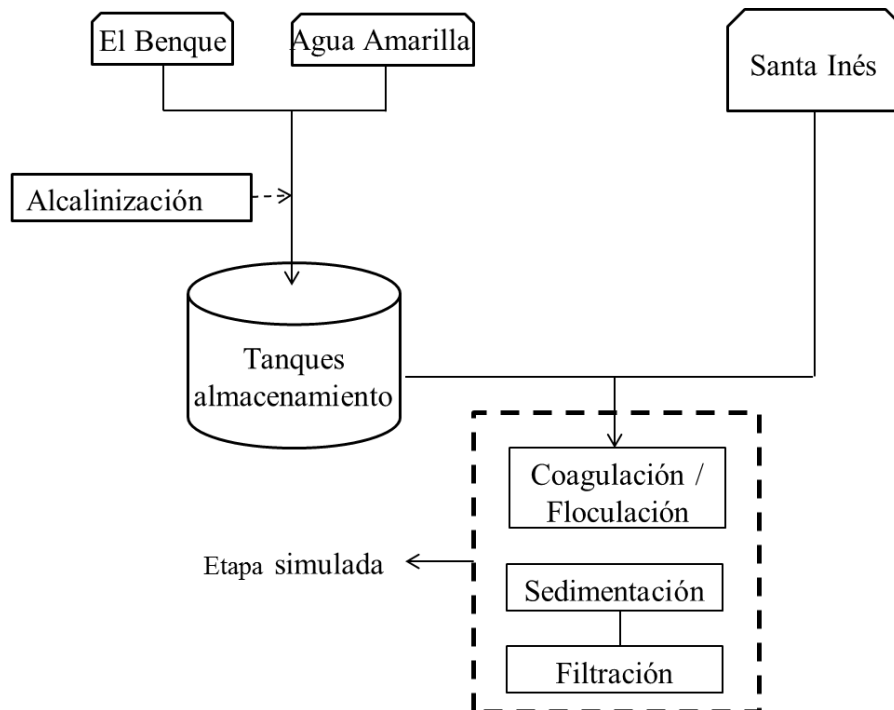 El Benque
Agua Amarilla
Santa Inés
Alcalinización
Tanques
almacenamiento
Coagulación /
Floculación
Etapa simulada
Sedimentación
Filtración